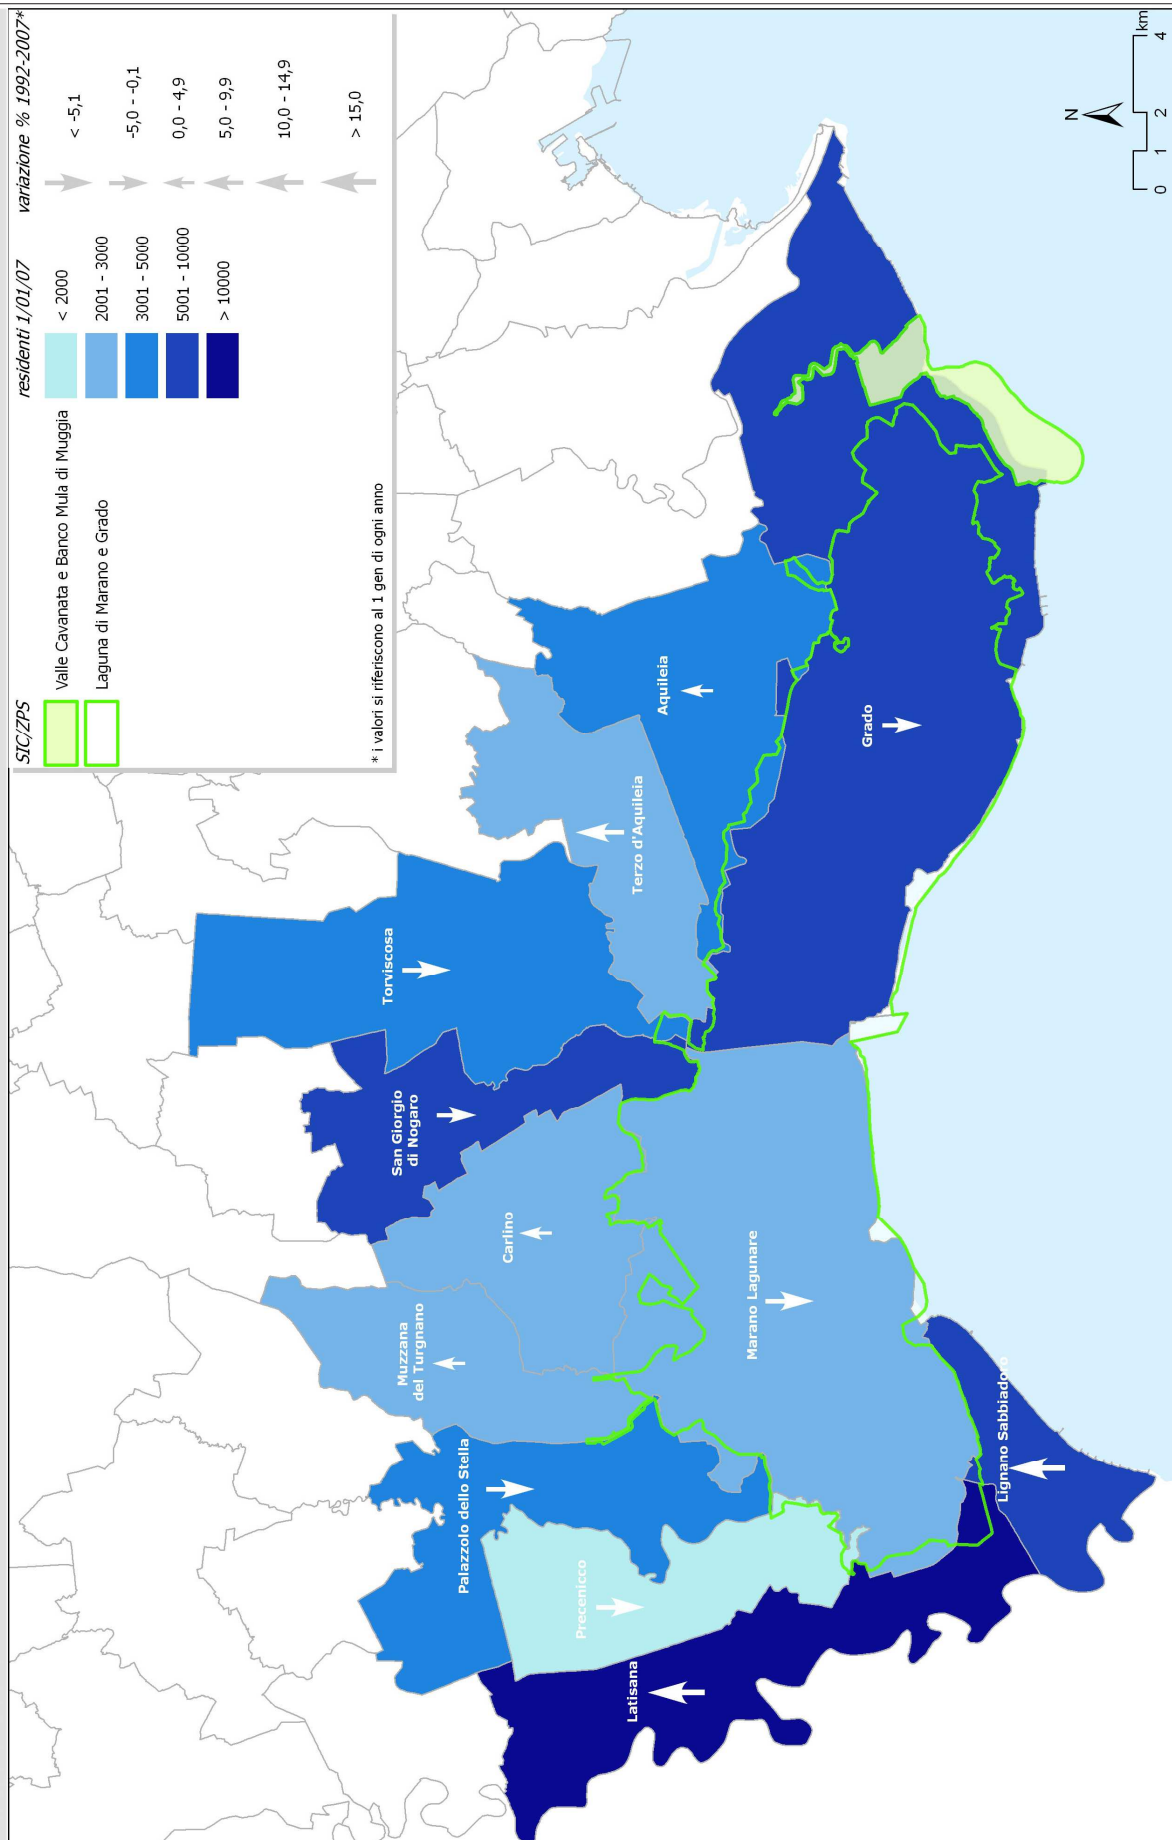 SIC/ZPS
Valle Cavanata e Banco Mula di Muggia
Laguna di Marano e Grado
residenti 1/01/07
< 2000
2001 - 3000
3001 - 5000
5001 - 10000
> 10000
variazione % 1992-2007*
< -5,1
-5,0 - -0,1
0,0 - 4,9
5,0 - 9,9
10,0 - 14,9
> 15,0
* i valori si riferiscono al 1 gen di ogni anno
Torviscosa
San Giorgio
di Nogaro
Terzo d'Aquileia
Aquileia
Muzzana
del Turgnano
Carlino
Palazzolo dello Stella
Precenicco
Latisana
Marano Lagunare
Grado
Lignano Sabbiadoro
N
km
0 1 2 4